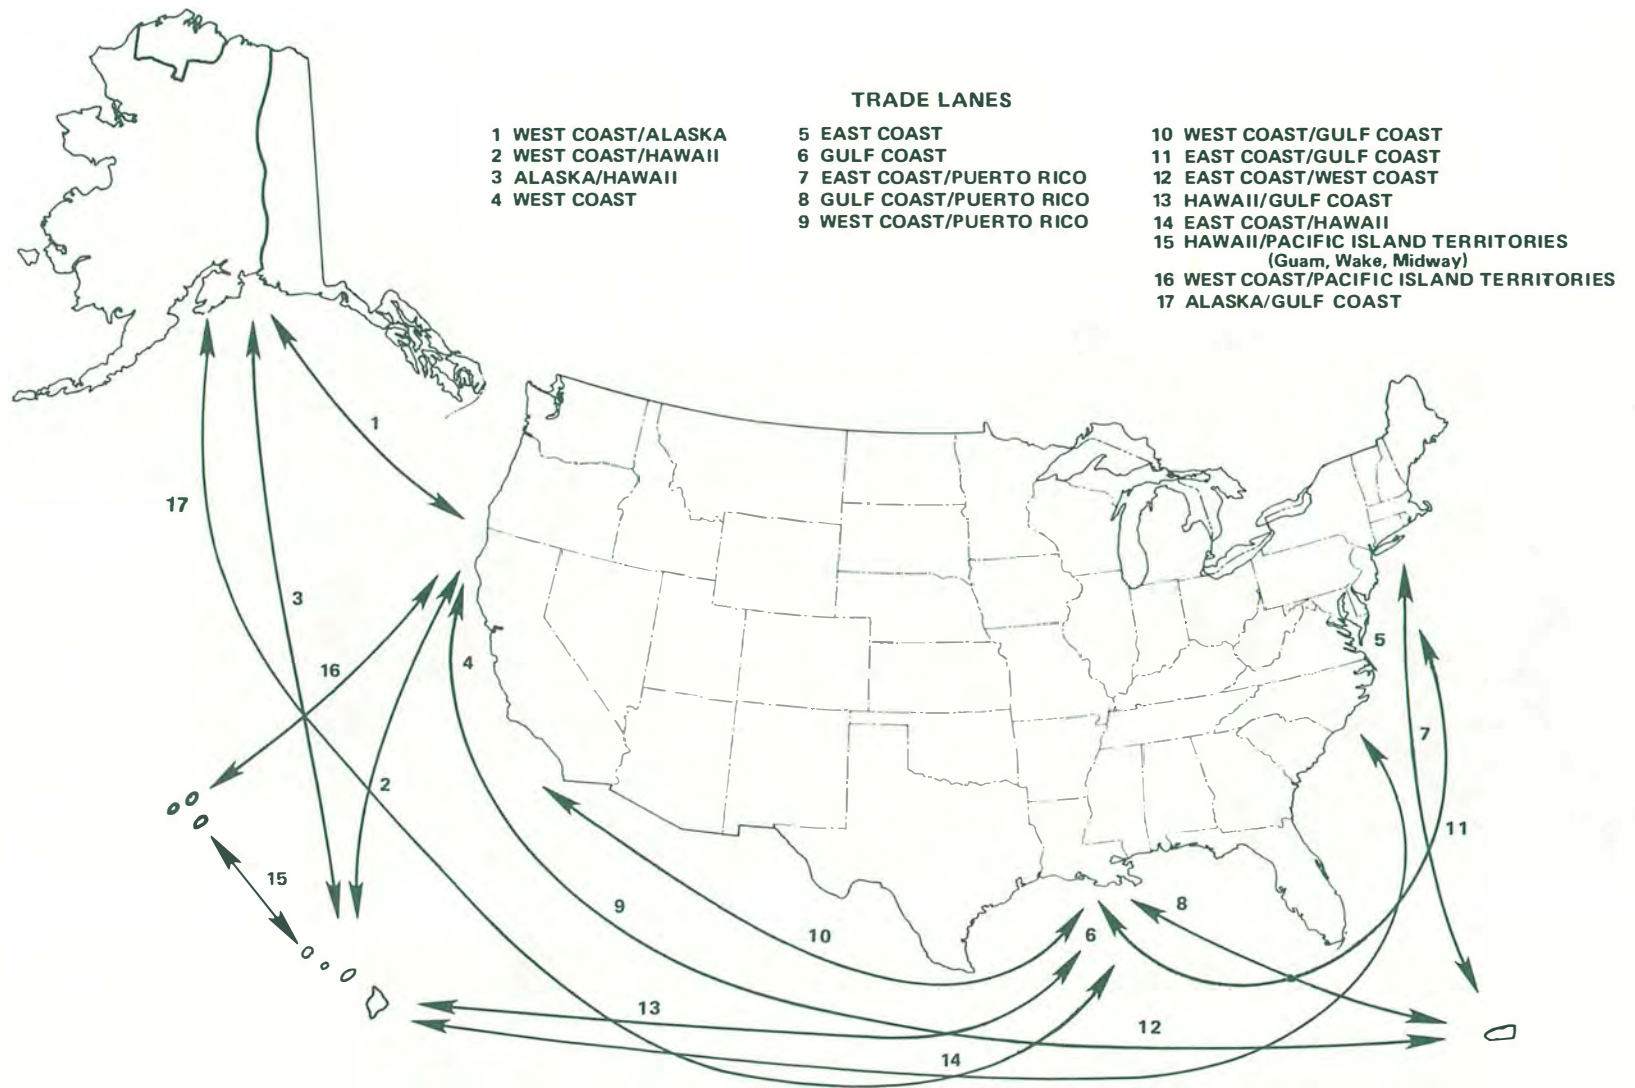 TRADE LANES
1 WEST COAST/ALASKA
2 WEST COAST/HAWAII
3 ALASKA/HAWAII
4 WEST COAST
5 EAST COAST
6 GULF COAST
7 EAST COAST/PUERTO RICO
8 GULF COAST/PUERTO RICO
9 WEST COAST/PUERTO RICO
10 WEST COAST/GULF COAST
11 EAST COAST/GULF COAST
12 EAST COAST/WEST COAST
13 HAWAII/GULF COAST
14 EAST COAST/HAWAII
15 HAWAII/PACIFIC ISLAND TERRITORIES
(Guam, Wake, Midway)
16 WEST COAST/PACIFIC ISLAND TERRITORIES
17 ALASKA/GULF COAST
1
17
3
5
4
16
7
2
11
15
8
9
10
6
13
12
14